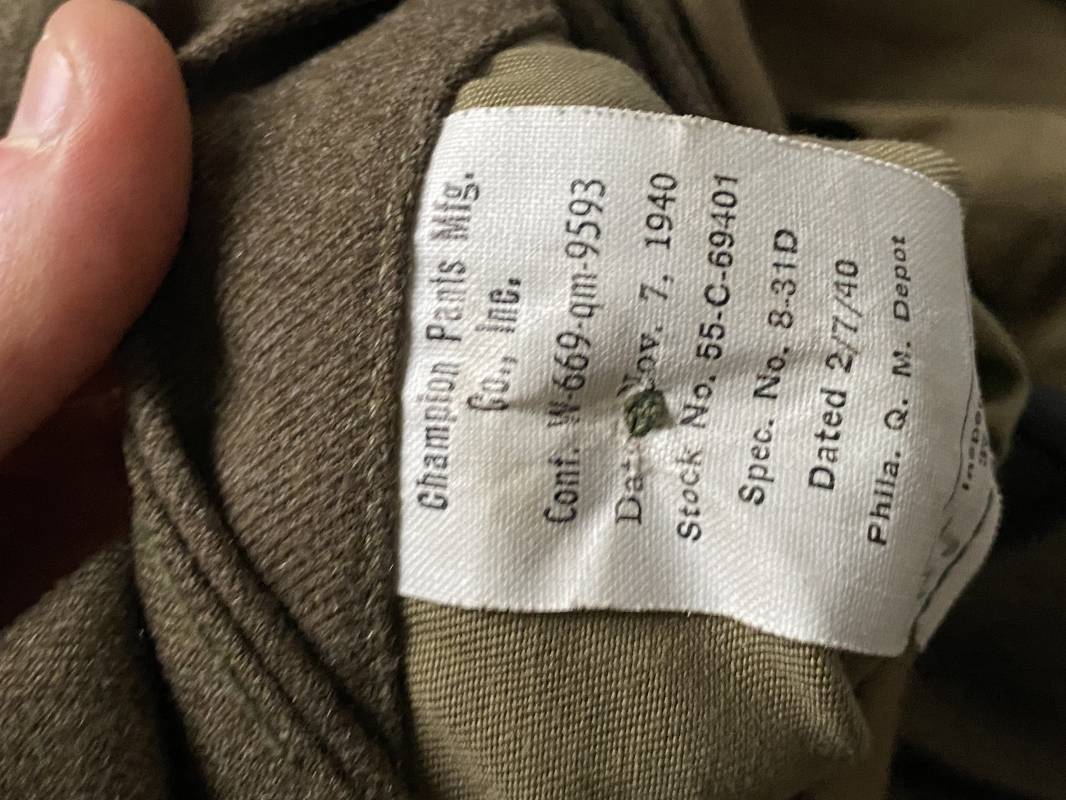 Champion Pants Mfg.
Co., Inc.
Cont. W-669-qm-9593
Nov. 7, 1940
Stock No. 55-C-69401
Spec. No. 8-31D
Dated 2/7/40
Phila. Q. M. Depot